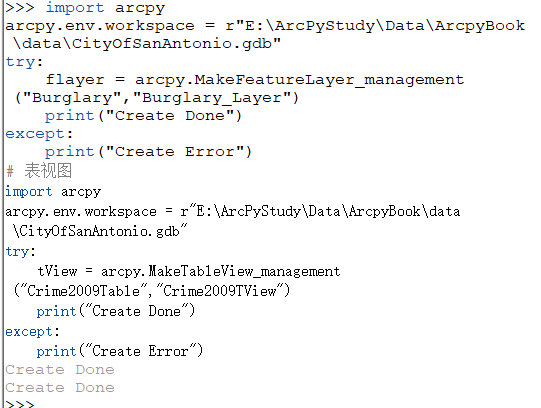 >>> import arcpy
arcpy.env.workspace = r"E:\ArcPyStudy\Data\ArcpyBook
\data\CityOfSanAntonio.gdb"
try:
    flayer = arcpy.MakeFeatureLayer_management
("Burglary","Burglary_Layer")
    print("Create Done")
except:
    print("Create Error")
# 表视图
import arcpy
arcpy.env.workspace = r"E:\ArcPyStudy\Data\ArcpyBook\data
\CityOfSanAntonio.gdb"
try:
    tView = arcpy.MakeTableView_management
("Crime2009Table","Crime2009TView")
    print("Create Done")
except:
    print("Create Error")
Create Done
Create Done
>>>